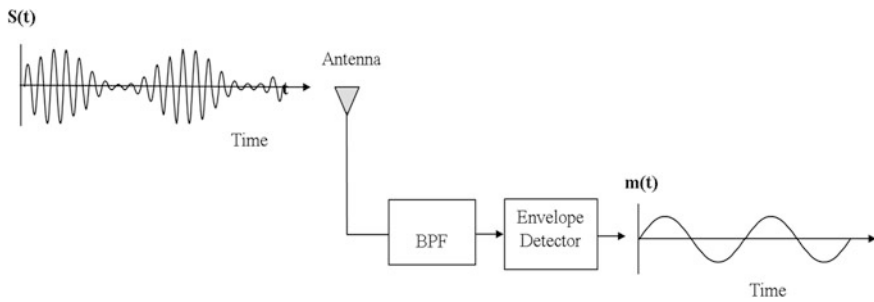 S(t)
Antenna
t
Time
BPF
Envelope
Detector
m(t)
Time